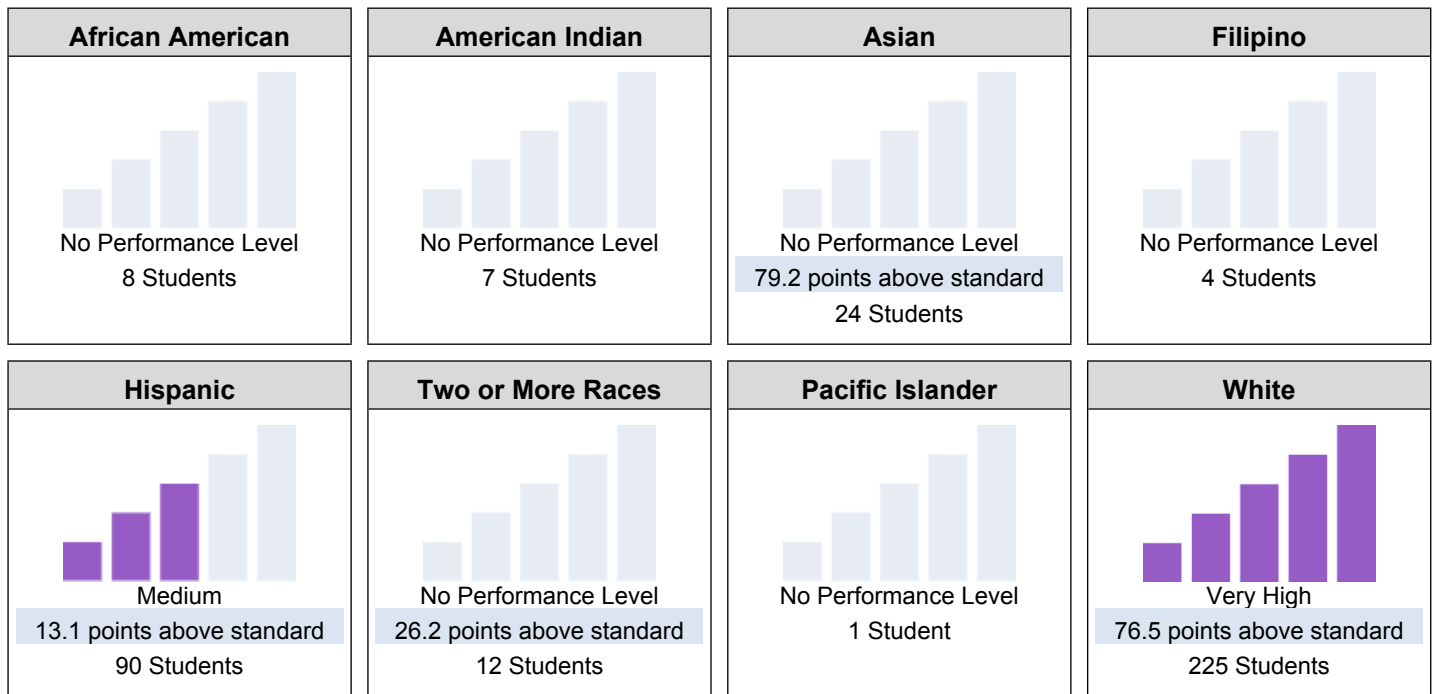 African American
No Performance Level
8 Students
American Indian
No Performance Level
7 Students
Asian
No Performance Level
79.2 points above standard
24 Students
Filipino
No Performance Level
4 Students
Hispanic
Medium
13.1 points above standard
90 Students
Two or More Races
No Performance Level
26.2 points above standard
12 Students
Pacific Islander
No Performance Level
1 Student
White
Very High
76.5 points above standard
225 Students